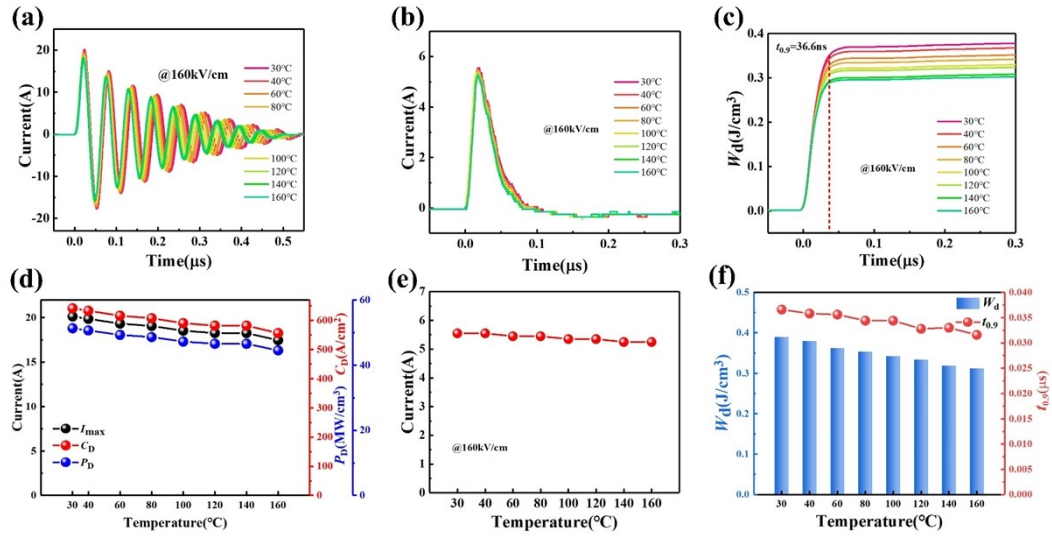 (a)
Current(A)
20
10
0
-10
-20
@160kV/cm
30℃
40℃
60℃
80℃
100℃
120℃
140℃
160℃
0.0 0.1 0.2 0.3 0.4 0.5
Time(μs)
(b)
Current(A)
6
4
2
0
30℃
40℃
60℃
80℃
100℃
120℃
140℃
160℃
@160kV/cm
0.0 0.1 0.2 0.3
Time(μs)
(c)
Wd(J/cm3)
0.4
0.3
0.2
0.1
0.0
t0.9=36.6ns
30℃
40℃
60℃
80℃
100℃
120℃
140℃
160℃
@160kV/cm
0.0 0.1 0.2 0.3
Time(μs)
(d)
Current(A)
20
17.5
15
12.5
10
7.5
5
2.5
0
Imax
CD
PD
30 40 60 80 100 120 140 160
Temperature(℃)
600
500
400
300
200
100
0
CD(A/cm2)
60
40
20
0
PD(MW/cm3)
(e)
Current(A)
7
6
5
4
3
2
1
0
@160kV/cm
30 40 60 80 100 120 140 160
Temperature(℃)
(f)
Wd(J/cm3)
0.5
0.4
0.3
0.2
0.1
0.0
Wd
t0.9
30 40 60 80 100 120 140 160
Temperature(℃)
0.040
0.035
0.030
0.025
0.020
0.015
0.010
0.005
0.000
t0.9(μs)